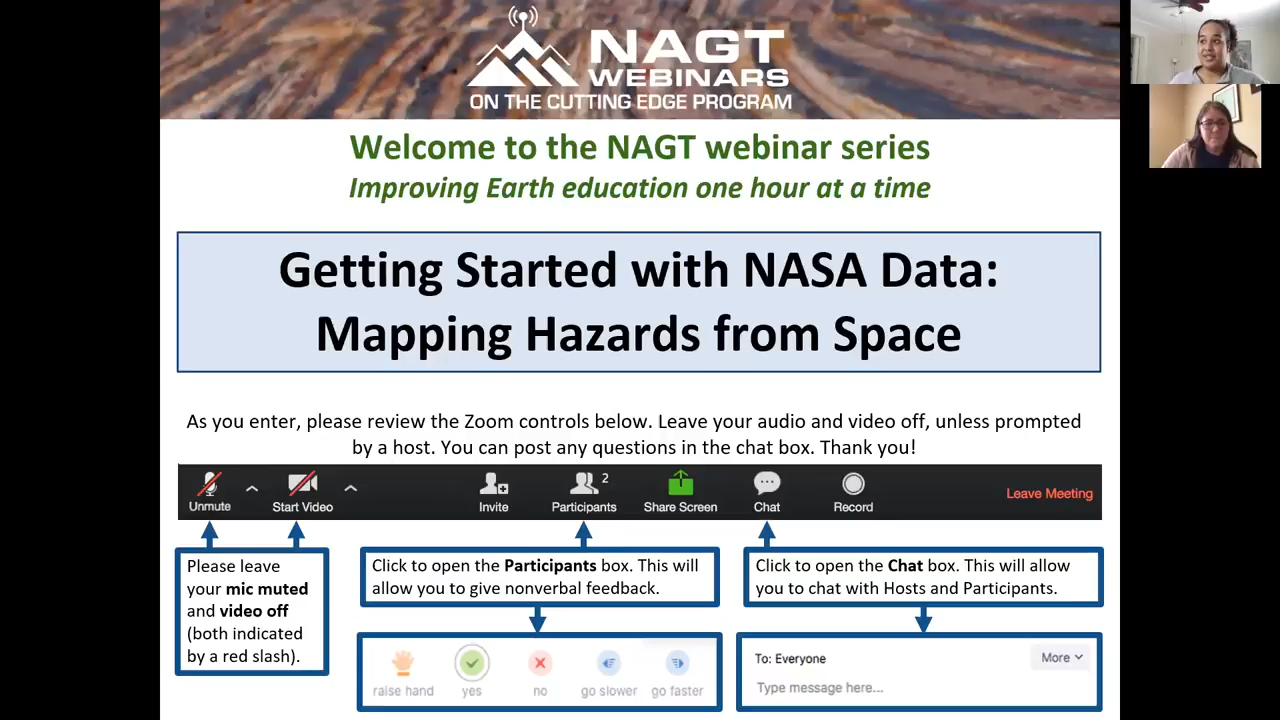 NAGT
WEBINARS
ON THE CUTTING EDGE PROGRAM
Welcome to the NAGT webinar series
Improving Earth education one hour at a time
Getting Started with NASA Data:
Mapping Hazards from Space
As you enter, please review the Zoom controls below. Leave your audio and video off, unless prompted
by a host. You can post any questions in the chat box. Thank you!
Unmute
Start Video
Invite
2
Participants
Share Screen
Chat
Record
Leave Meeting
Please leave
your mic muted
and video off
(both indicated
by a red slash).
Click to open the Participants box. This will
allow you to give nonverbal feedback.
Click to open the Chat box. This will allow
you to chat with Hosts and Participants.
raise hand
yes
no
go slower
go faster
To: Everyone
More
Type message here...